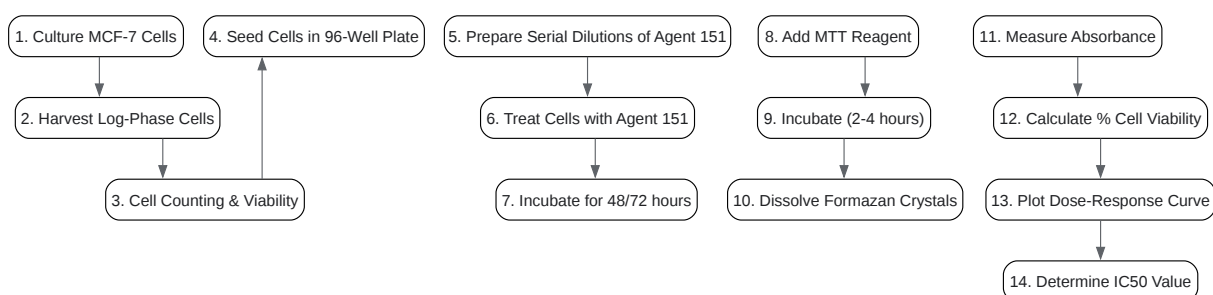 1. Culture MCF-7 Cells
2. Harvest Log-Phase Cells
3. Cell Counting & Viability
4. Seed Cells in 96-Well Plate
5. Prepare Serial Dilutions of Agent 151
6. Treat Cells with Agent 151
7. Incubate for 48/72 hours
8. Add MTT Reagent
9. Incubate (2-4 hours)
10. Dissolve Formazan Crystals
11. Measure Absorbance
12. Calculate % Cell Viability
13. Plot Dose-Response Curve
14. Determine IC50 Value